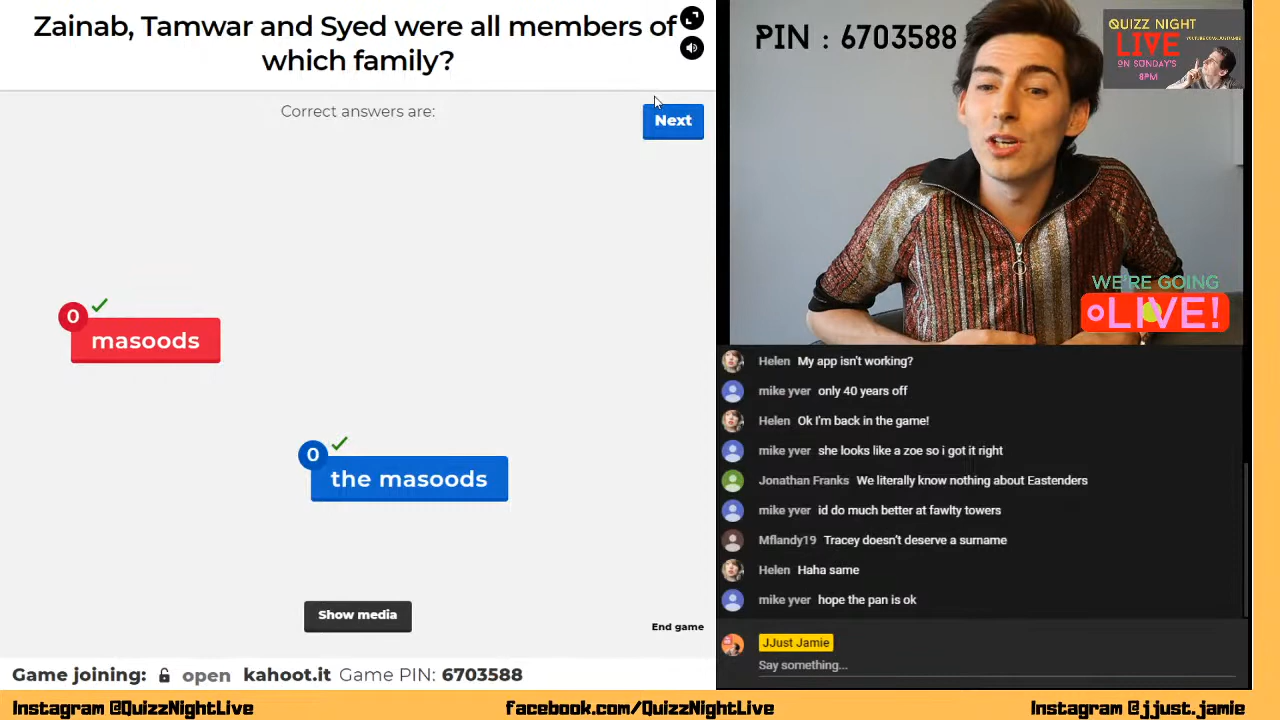 Zainab, Tamwar and Syed were all members of
which family?
Correct answers are:
Next
0
masoods
0
the masoods
Show media
End game
Game joining: open kahoot.it Game PIN: 6703588
PIN : 6703588
QUIZZ NIGHT
LIVE
ON SUNDAY'S
8PM
WE'RE GOING
LIVE!
Helen My app isn't working?
mike yver only 40 years off
Helen Ok I'm back in the game!
mike yver she looks like a zoe so i got it right
Jonathan Franks We literally know nothing about Eastenders
mike yver id do much better at fawlty towers
Mflandy19 Tracey doesn't deserve a surname
Helen Haha same
mike yver hope the pan is ok
JJust Jamie
Say something...
Instagram @QuizzNightLive facebook.com/QuizzNightLive Instagram @jjust.jamie